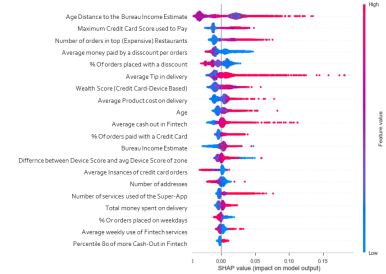 High
Age Distance to the Bureau Income Estimate
Maximum Credit Card Score used to Pay
Number of orders in top (Expensive) Restaurants
Average money paid by a disscount per orders
% Of orders placed with a disscount
Average Tip in delivery
Wealth Score (Credit Card-Device Based)
Average Product cost on delivery
Age
Average cash out in Fintech
% Of orders paid with a Credit Card
Bureau Income Estimate
Differnce between Device Score and avg Device Score of zone
Average Insances of credit card orders
Number of addresses
Number of services used of the Super-App
Total money spent on delivery
% Or orders placed on weekdays
Average weekly use of Fintech services
Percentile 80 of more Cash-Out in Fintech
Feature value
Low
0.00 0.05 0.10 0.15
SHAP value (impact on model output)